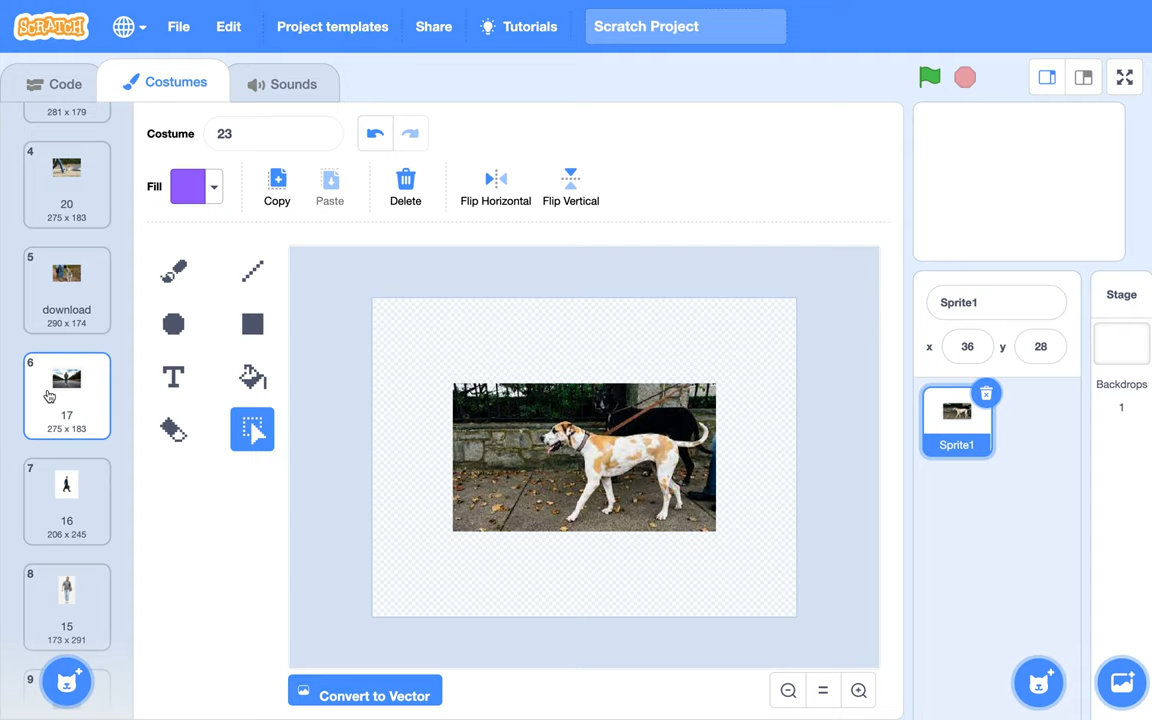 SCRATCH
File
Edit
Project templates
Share
Tutorials
Scratch Project
Code
Costumes
Sounds
281 x 179
4
20
275 x 183
5
download
290 x 174
6
17
275 x 183
7
16
206 x 245
8
15
173 x 291
9
Costume
23
Fill
Copy
Paste
Delete
Flip Horizontal
Flip Vertical
T
Convert to Vector
Sprite1
x
36
y
28
Sprite1
Stage
Backdrops
1